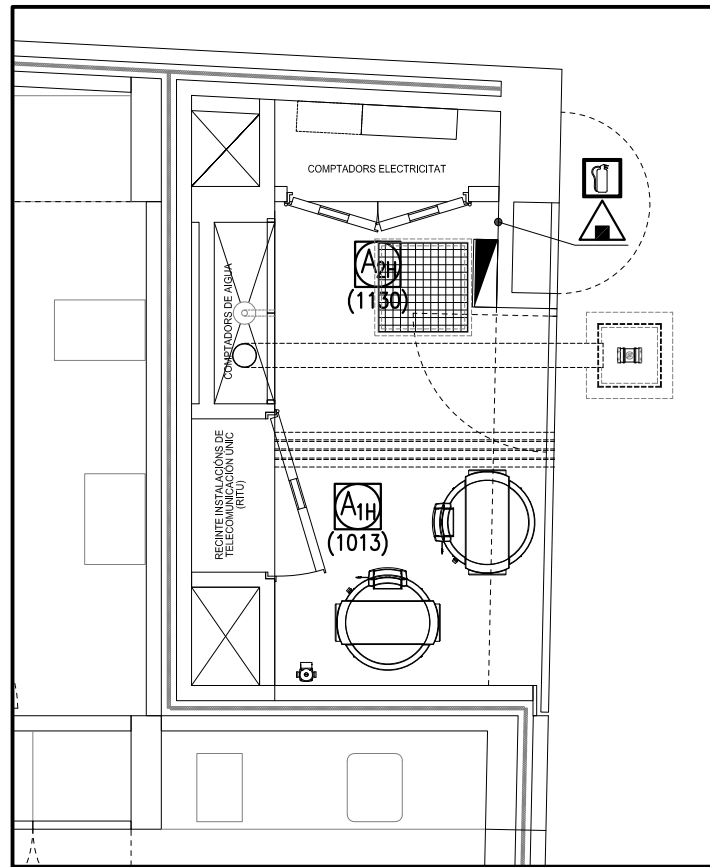 COMPTADORS ELECTRICITAT
A2H
(1130)
COMPTADORS DE AIGUA
RECINTE INSTALACIÓNS DE
TELECOMUNICACIÓN ÚNIC
(RITU)
A1H
(1013)